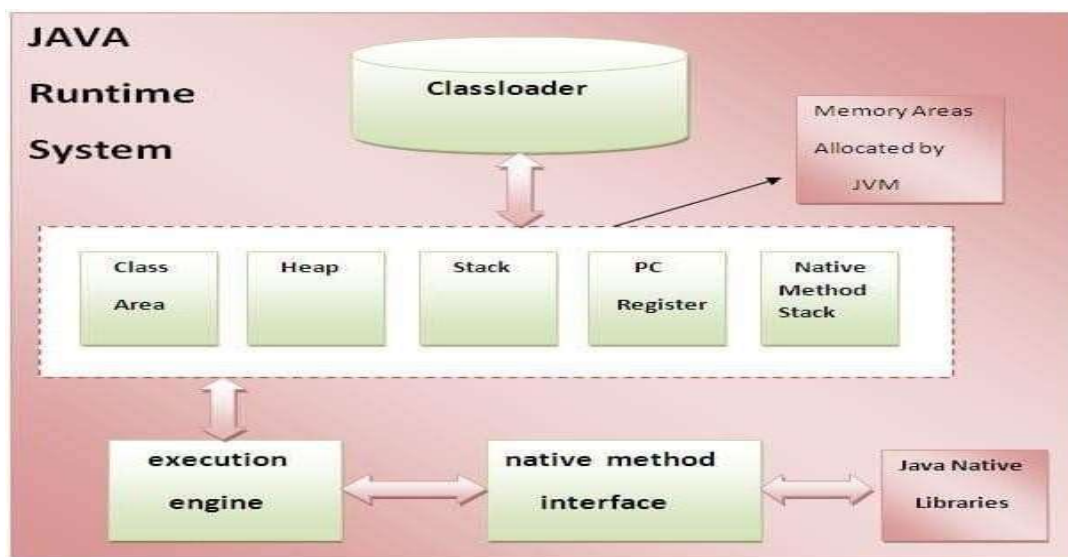 JAVA
Runtime
System
Classloader
Memory Areas
Allocated by
JVM
Class
Area
Heap
Stack
PC
Register
Native
Method
Stack
execution
engine
native method
interface
Java Native
Libraries